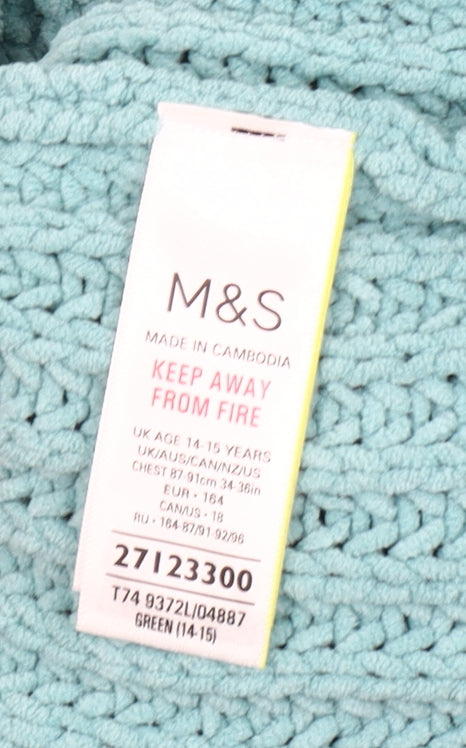 M&S
MADE IN CAMBODIA
KEEP AWAY
FROM FIRE
UK AGE 14-15 YEARS
UK/AUS/CAN/NZ/US
CHEST 87-91cm 34-36in
EUR · 164
CAN/US · 18
RU · 164-87/91-92/96
27123300
T74 9372L/04887
GREEN (14-15)